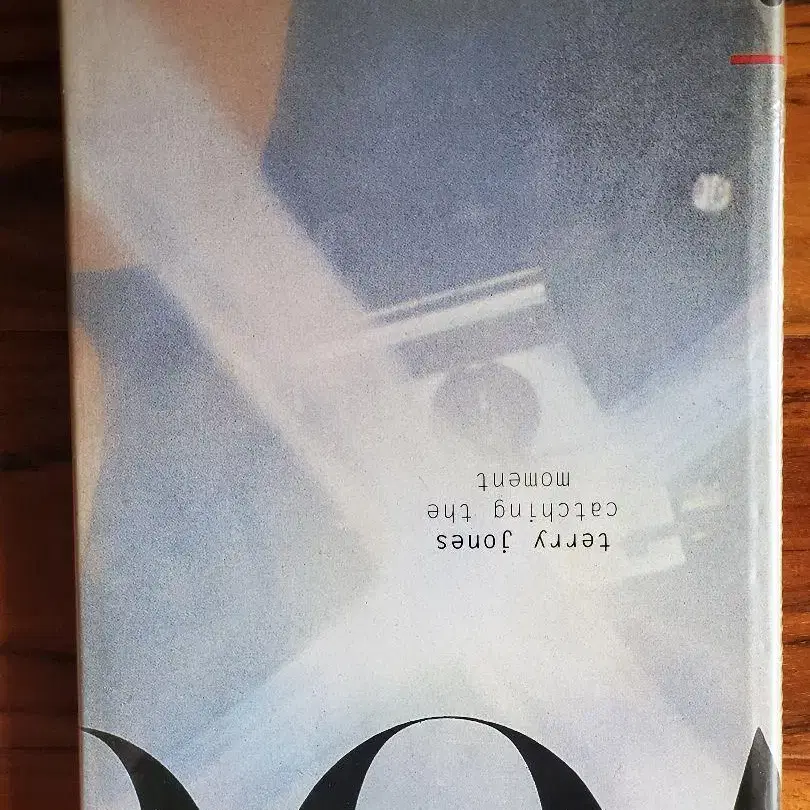 terry jones
catching the
moment